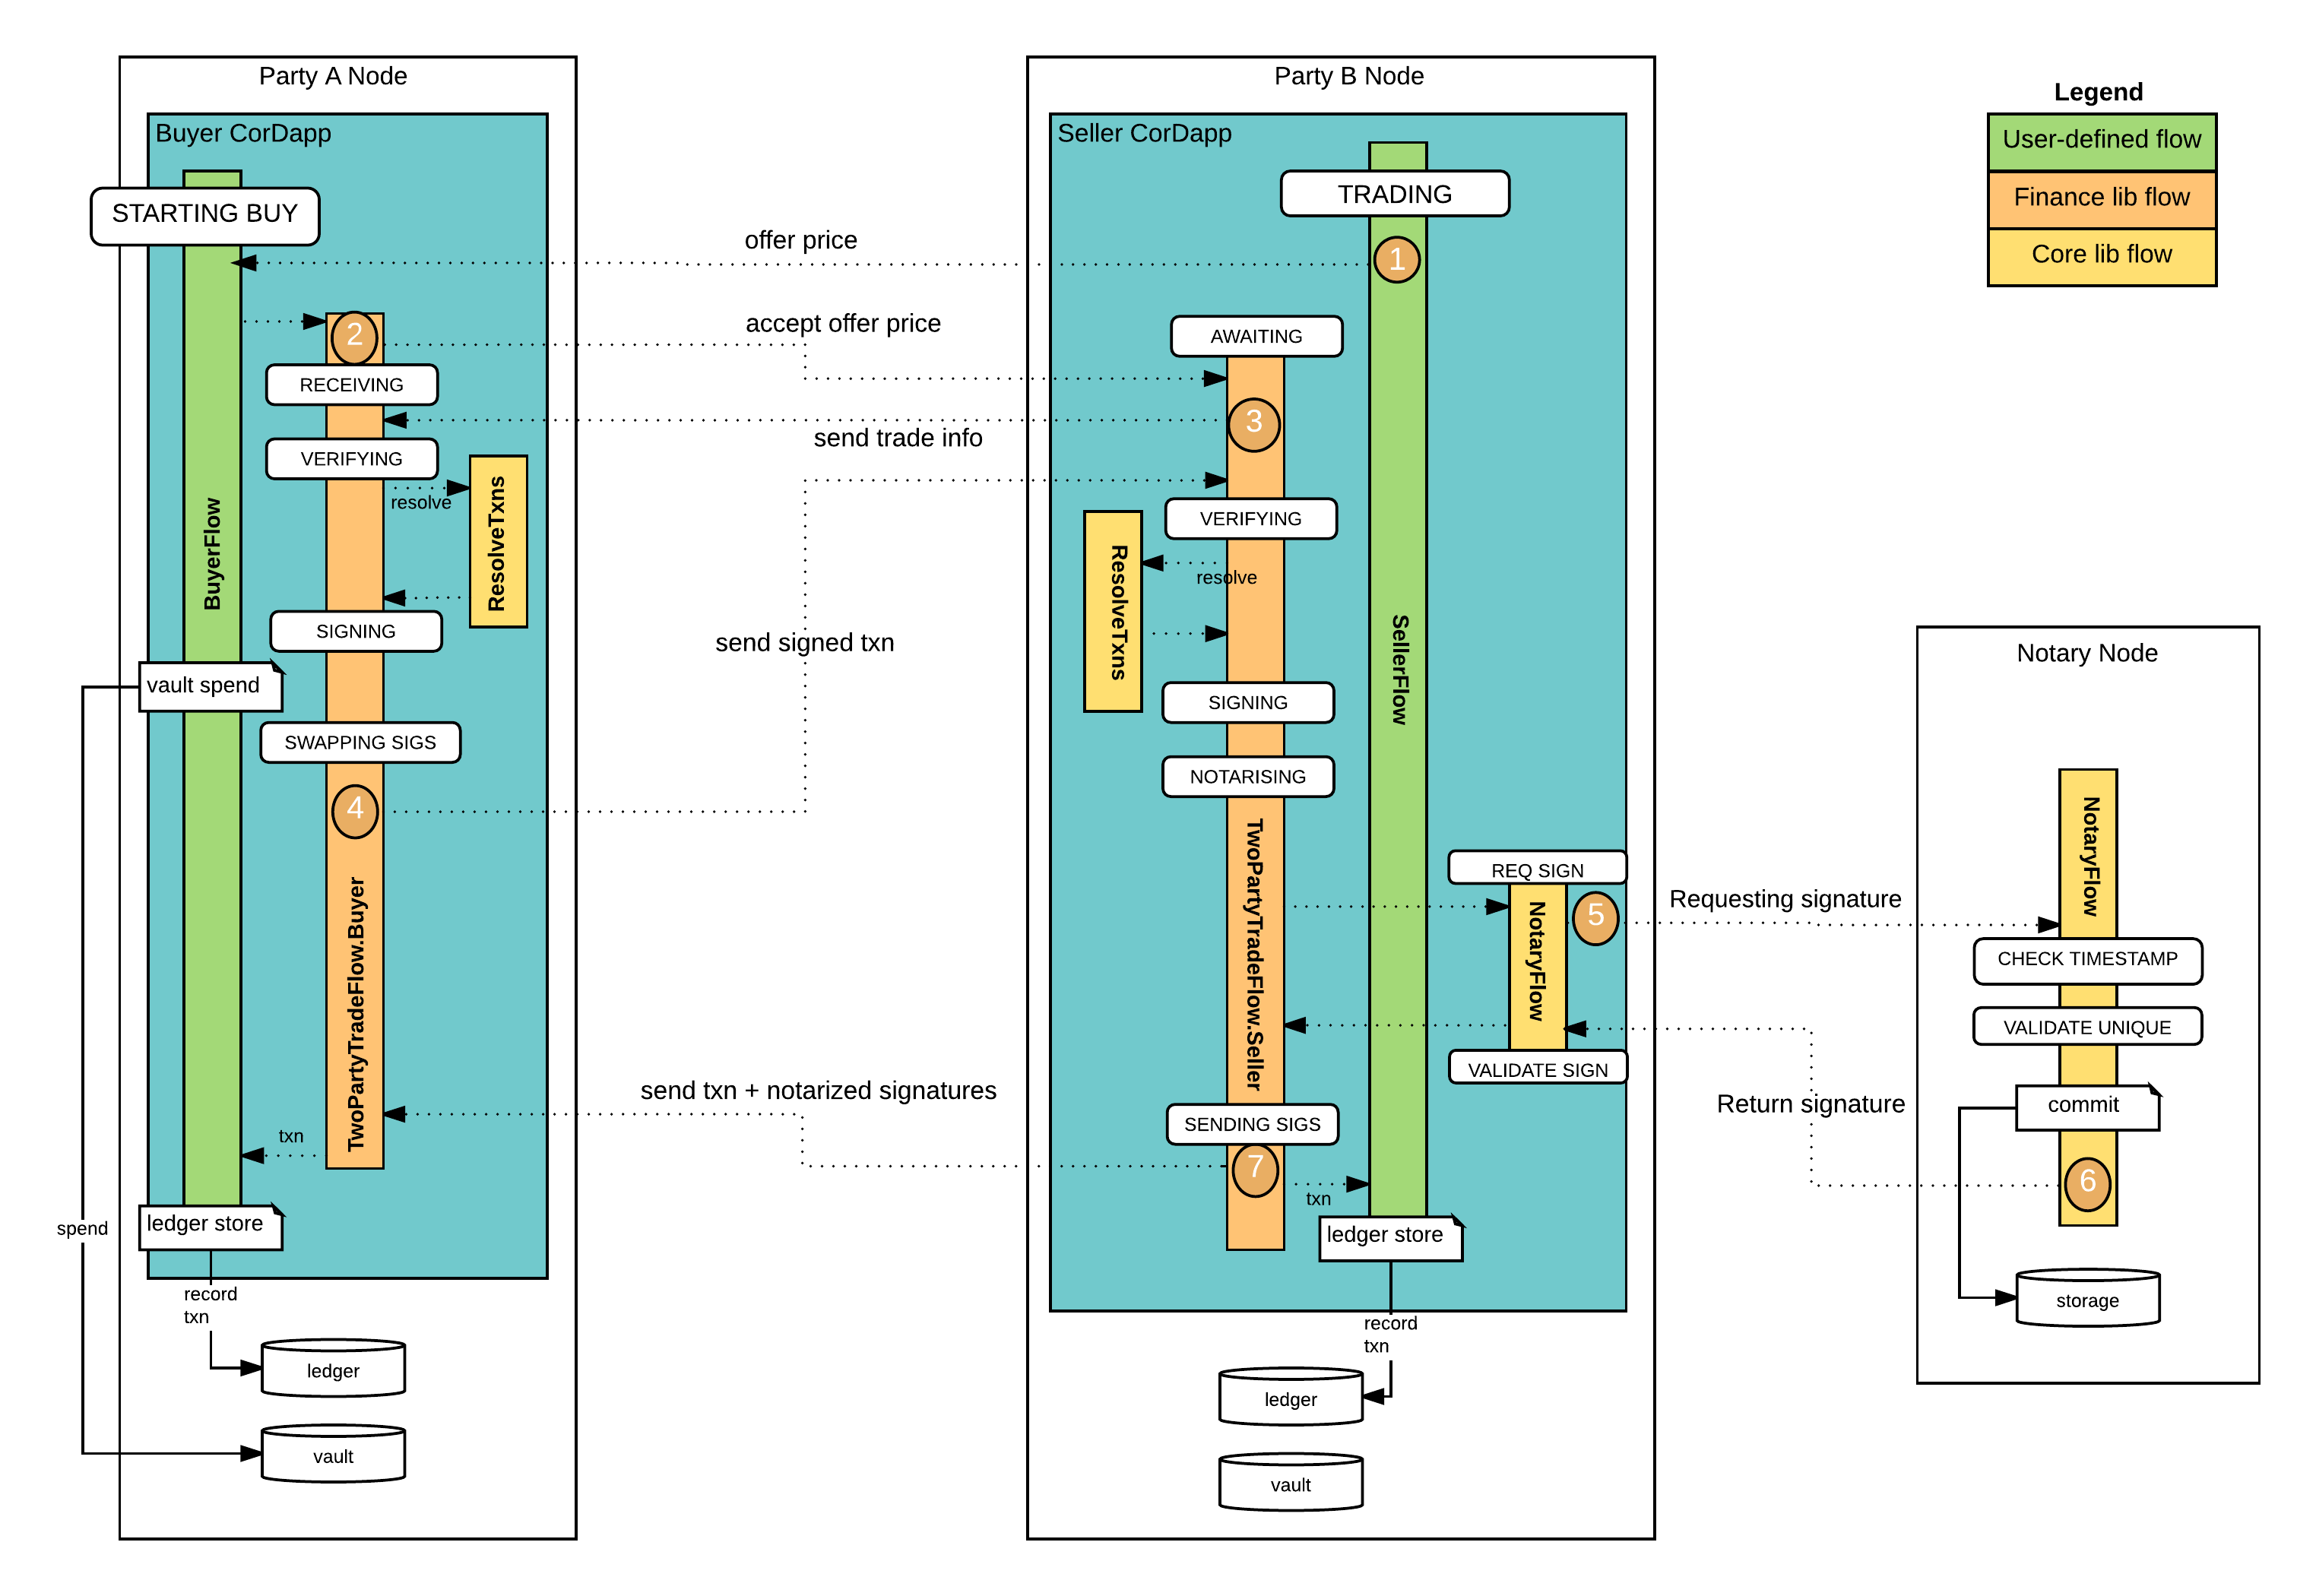 Party A Node
Buyer CorDapp
STARTING BUY
BuyerFlow
2
RECEIVING
VERIFYING
resolve
ResolveTxns
SIGNING
vault spend
SWAPPING SIGS
4
TwoPartyTradeFlow.Buyer
txn
ledger store
spend
record
txn
ledger
vault
offer price
accept offer price
send trade info
send signed txn
send txn + notarized signatures
Party B Node
Seller CorDapp
TRADING
1
AWAITING
3
VERIFYING
resolve
ResolveTxns
SellerFlow
SIGNING
NOTARISING
TwoPartyTradeFlow.Seller
REQ SIGN
NotaryFlow
5
VALIDATE SIGN
SENDING SIGS
7
txn
ledger store
record
txn
ledger
vault
Requesting signature
Return signature
Legend
User-defined flow
Finance lib flow
Core lib flow
Notary Node
NotaryFlow
CHECK TIMESTAMP
VALIDATE UNIQUE
commit
6
storage